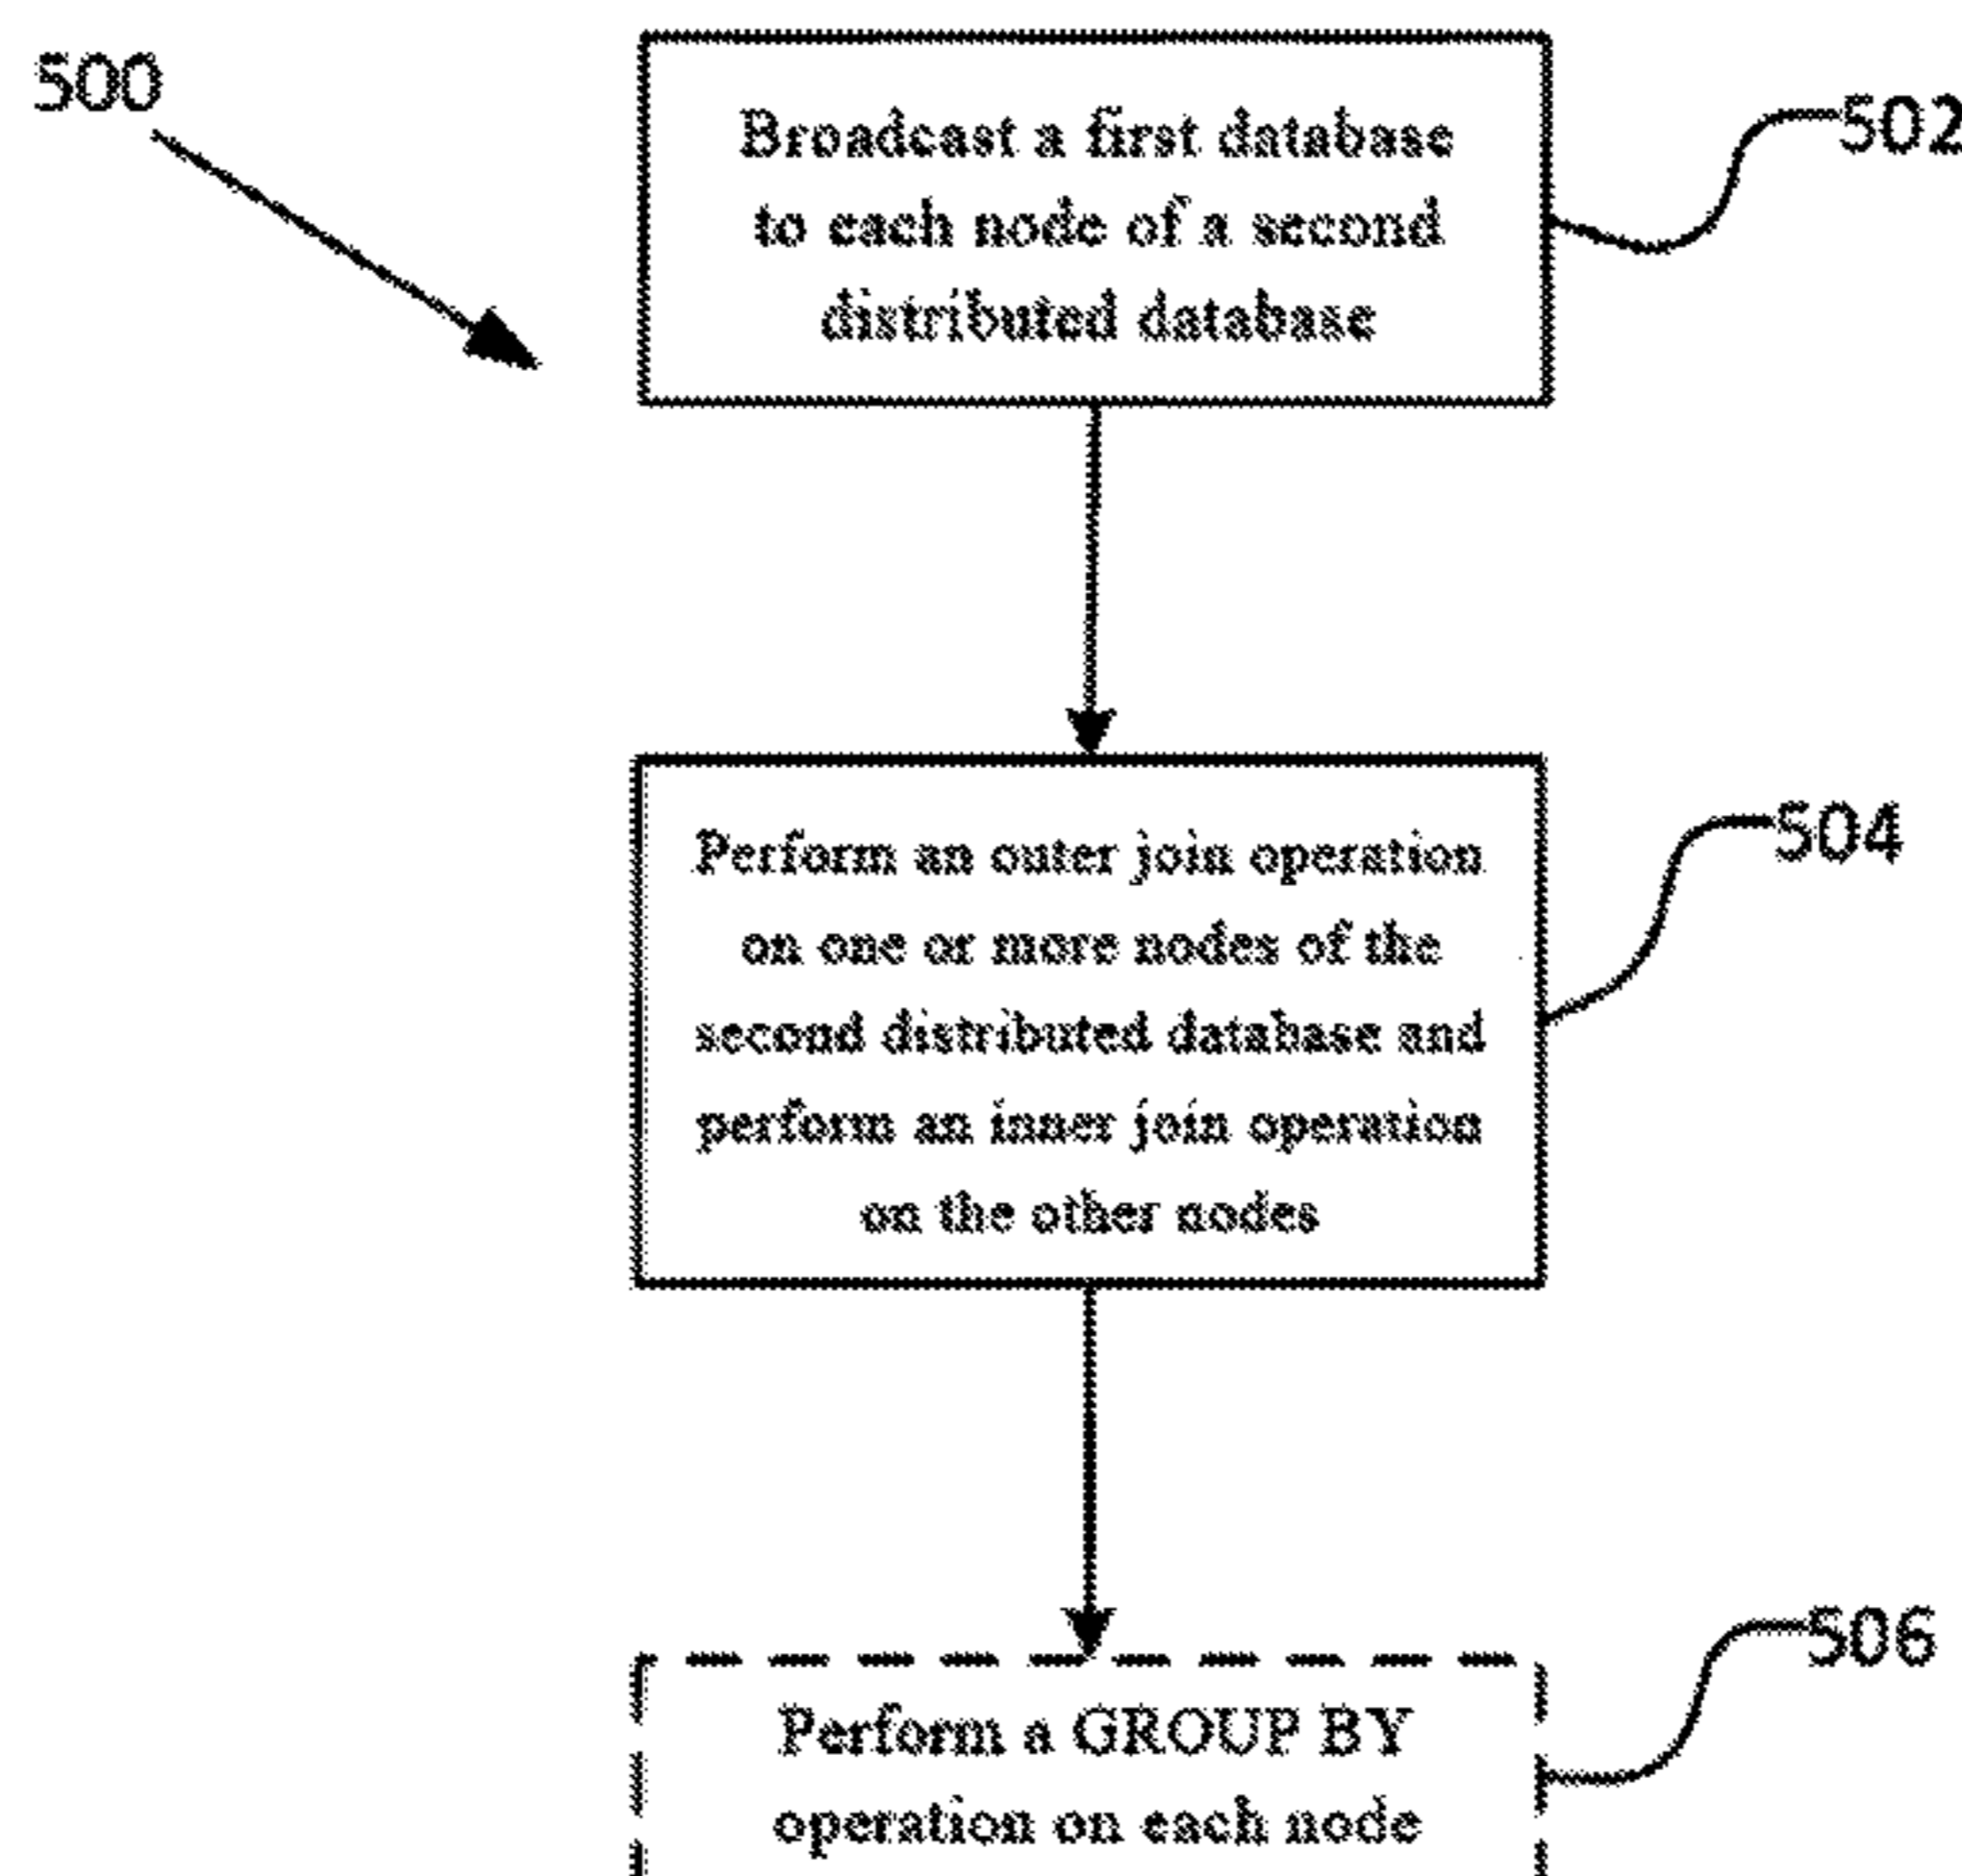 500
Broadcast a first database
to each node of a second
distributed database
502
Perform an outer join operation
on one or more nodes of the
second distributed database and
perform an inner join operation
on the other nodes
504
Perform a GROUP BY
operation on each node
506